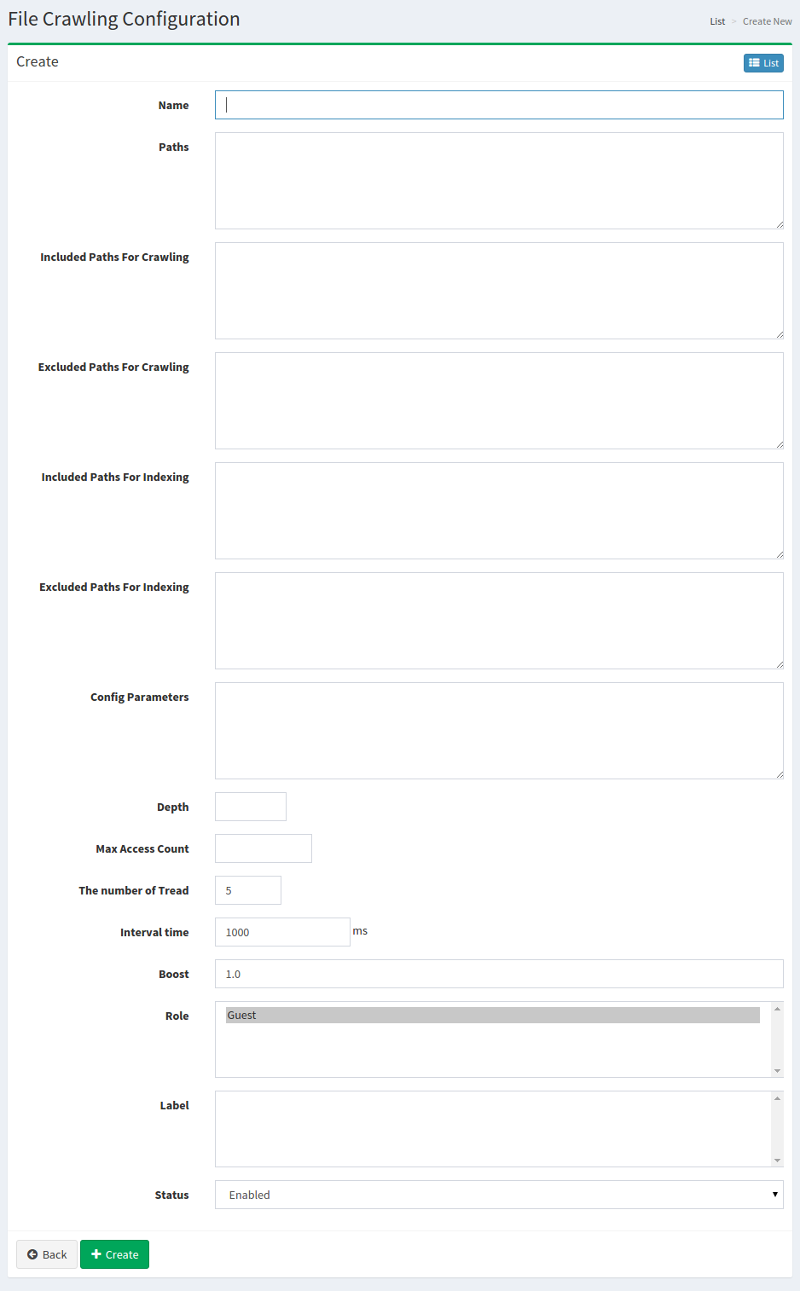 File Crawling Configuration
List > Create New
Create
List
Name
Paths
Included Paths For Crawling
Excluded Paths For Crawling
Included Paths For Indexing
Excluded Paths For Indexing
Config Parameters
Depth
Max Access Count
The number of Tread 5
Interval time 1000 ms
Boost 1.0
Role Guest
Label
Status Enabled
Back Create